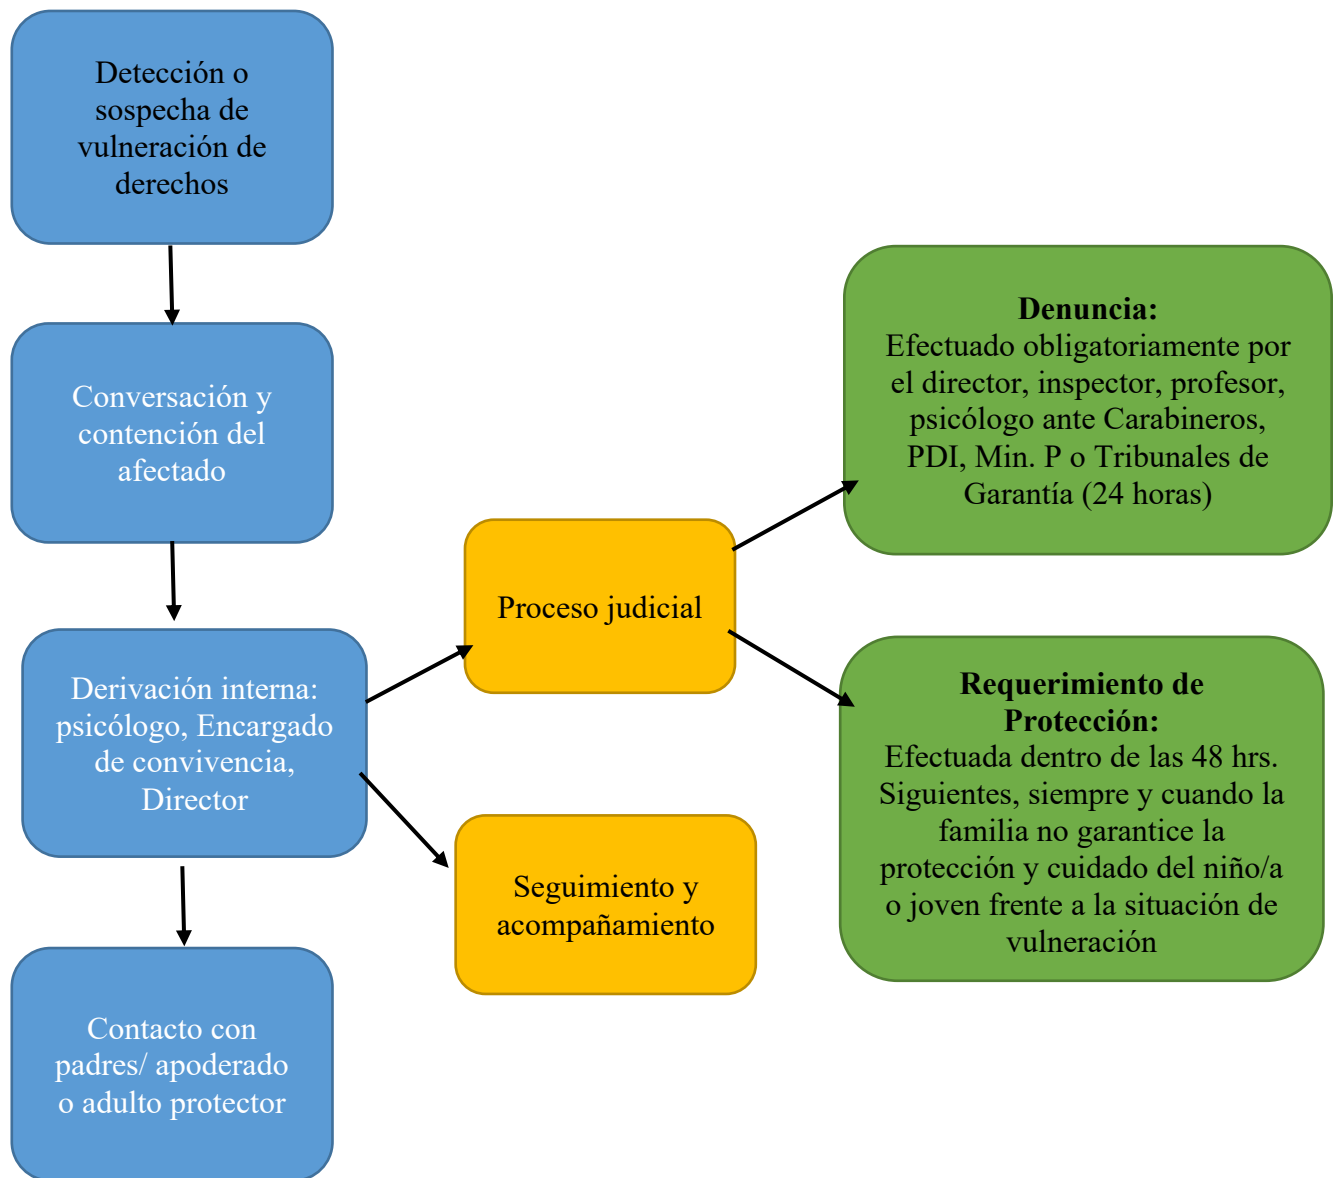 Detección o
sospecha de
vulneración de
derechos
Conversación y
contención del
afectado
Derivación interna:
psicólogo, Encargado
de convivencia,
Director
Contacto con
padres/ apoderado
o adulto protector
Proceso judicial
Seguimiento y
acompañamiento
Denuncia:
Efectuado obligatoriamente por
el director, inspector, profesor,
psicólogo ante Carabineros,
PDI, Min. P o Tribunales de
Garantía (24 horas)
Requerimiento de
Protección:
Efectuada dentro de las 48 hrs.
Siguientes, siempre y cuando la
familia no garantice la
protección y cuidado del niño/a
o joven frente a la situación de
vulneración